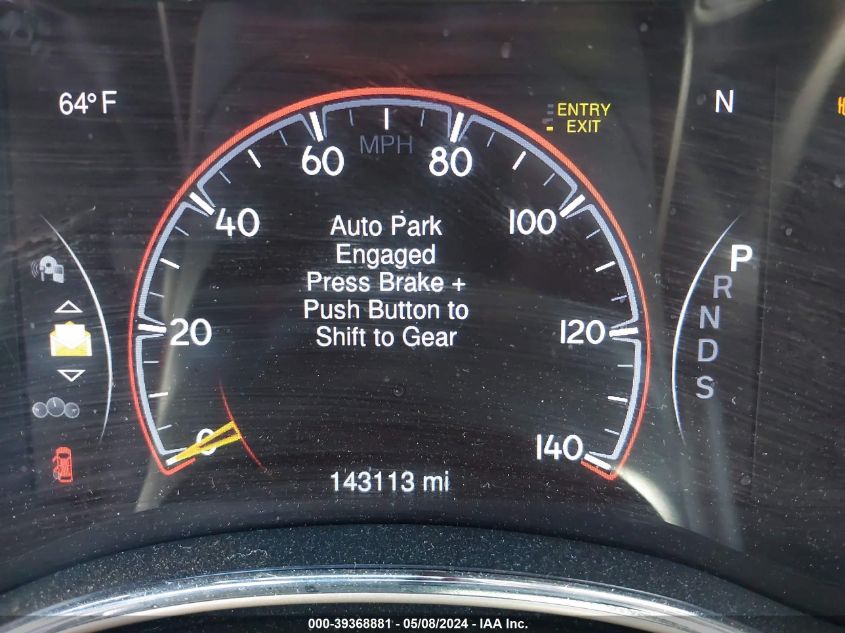 64°F
ENTRY
EXIT
N
MPH
60
80
40
100
Auto Park
Engaged
Press Brake +
Push Button to
Shift to Gear
P
R
N
D
S
20
120
0
140
143113 mi
000-39368881 - 05/08/2024 - IAA Inc.